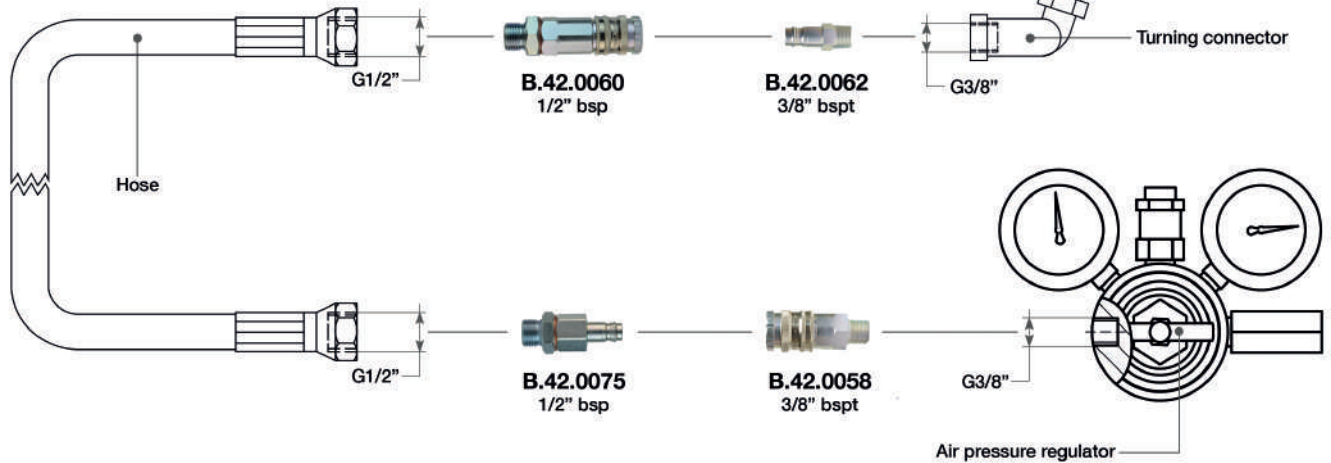 G1/2”
B.42.0060
1/2” bsp
B.42.0062
3/8” bspt
G3/8”
Turning connector
Hose
G1/2”
B.42.0075
1/2” bsp
B.42.0058
3/8” bspt
G3/8”
Air pressure regulator